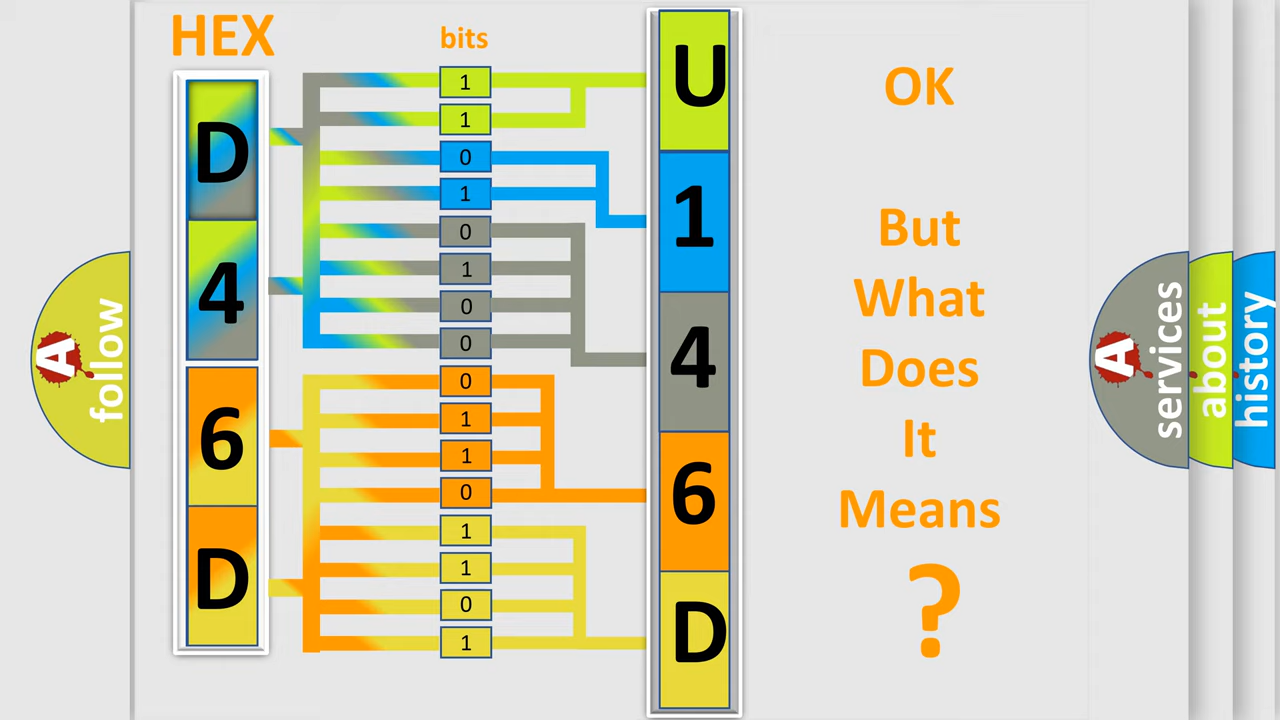 HEX
bits
D
4
6
D
1
1
0
1
0
1
0
0
0
1
1
0
1
1
0
1
U
1
4
6
D
OK
But
What
Does
It
Means
?
A
follow
A
services
about
history